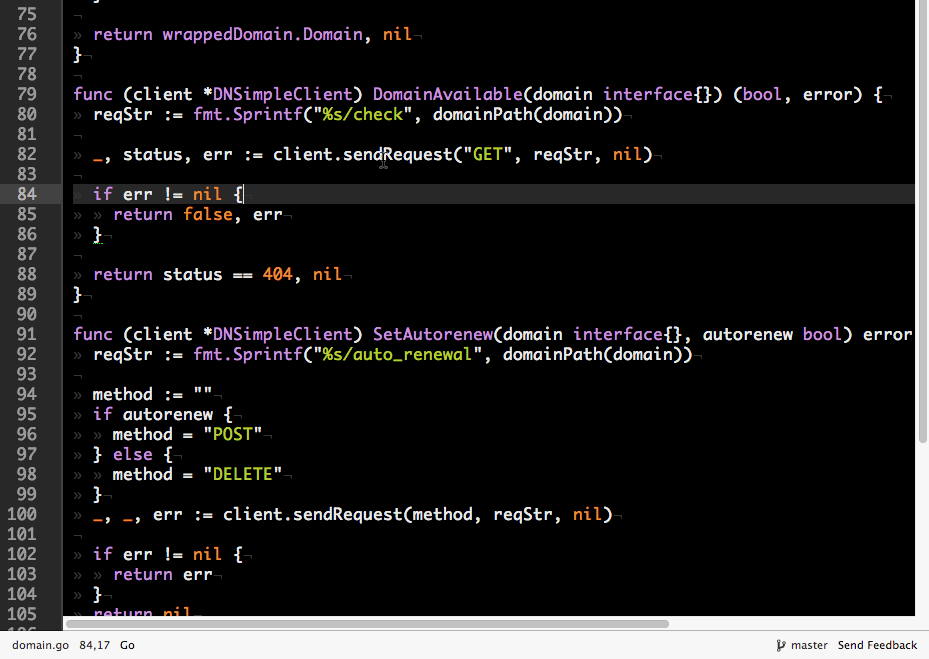 75
76 return wrappedDomain.Domain, nil
77 }
78
79 func (client *DNSimpleClient) DomainAvailable(domain interface{}) (bool, error) {
80 reqStr := fmt.Sprintf("%s/check", domainPath(domain))
81
82 _, status, err := client.sendRequest("GET", reqStr, nil)
83
84 if err != nil {
85 return false, err
86 }
87
88 return status == 404, nil
89 }
90
91 func (client *DNSimpleClient) SetAutorenew(domain interface{}, autorenew bool) error
92 reqStr := fmt.Sprintf("%s/auto_renewal", domainPath(domain))
93
94 method := ""
95 if autorenew {
96 method = "POST"
97 } else {
98 method = "DELETE"
99 }
100 _, _, err := client.sendRequest(method, reqStr, nil)
101
102 if err != nil {
103 return err
104 }
105 return nil
domain.go 84,17 Go master Send Feedback